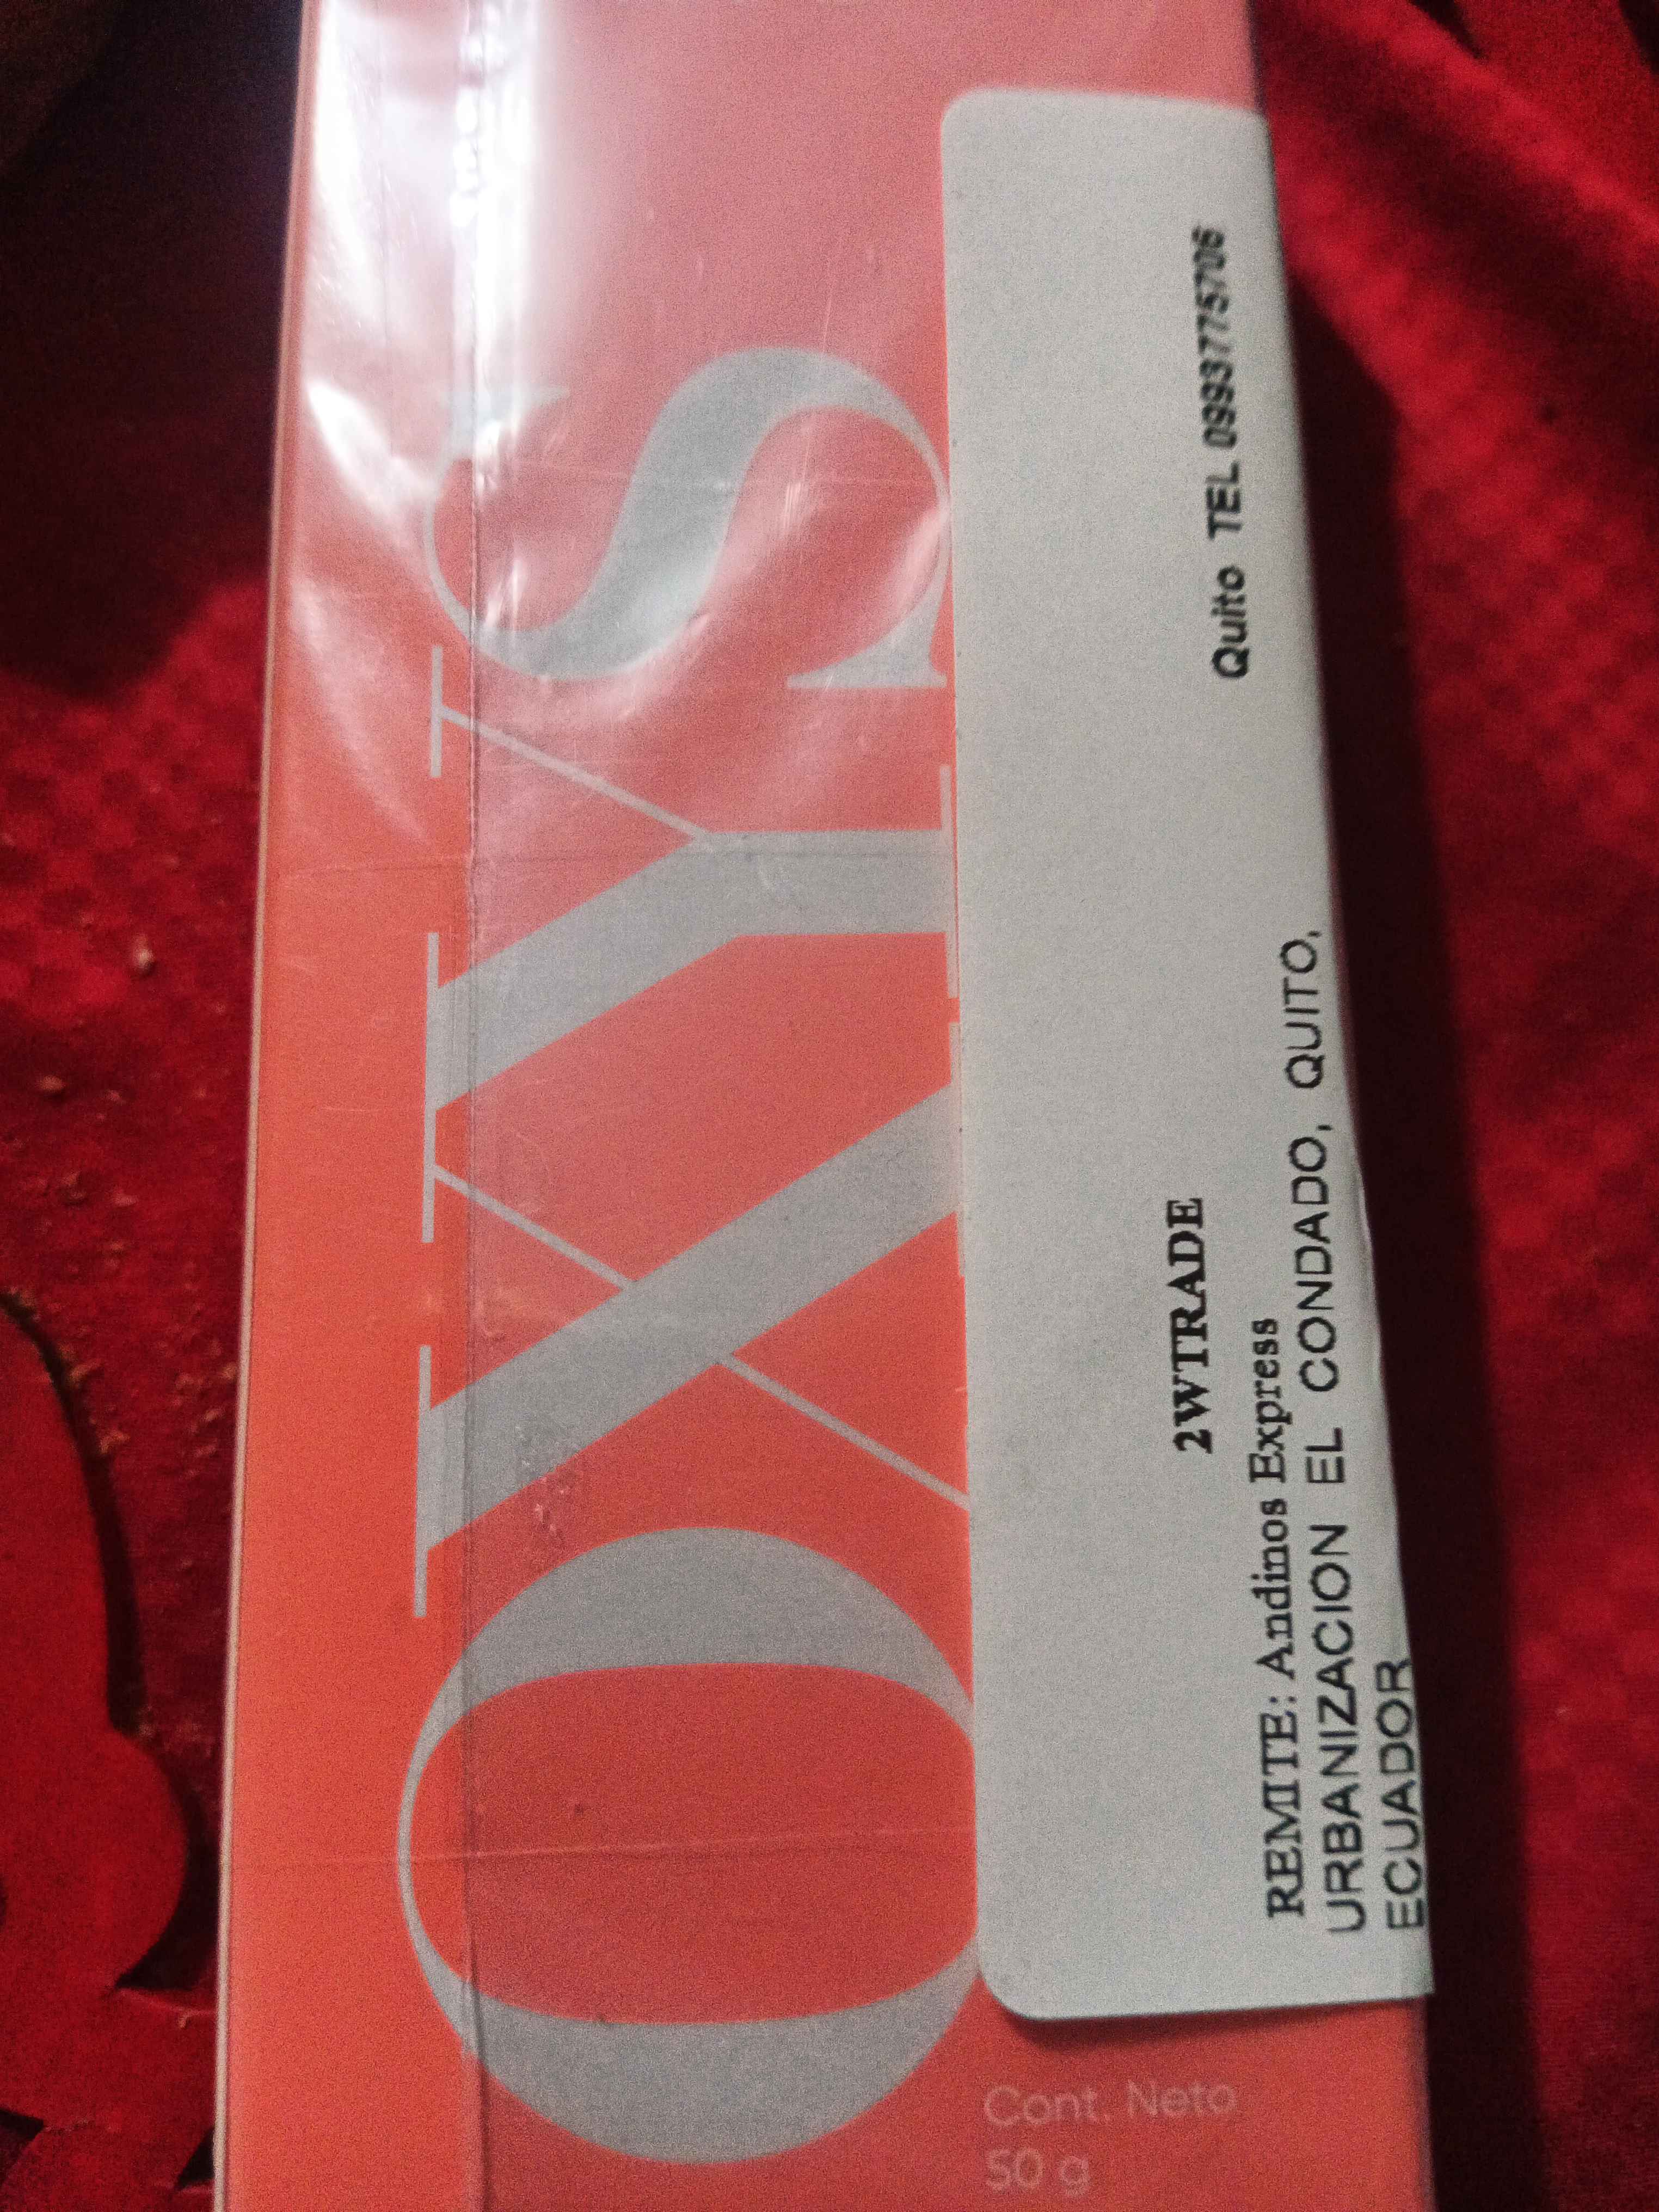 OXYS
Quito TEL 0993775706
2WTRADE
REMITE: Andinos Express
URBANIZACION EL CONDADO, QUITO,
ECUADOR
Cont. Neto
50 g